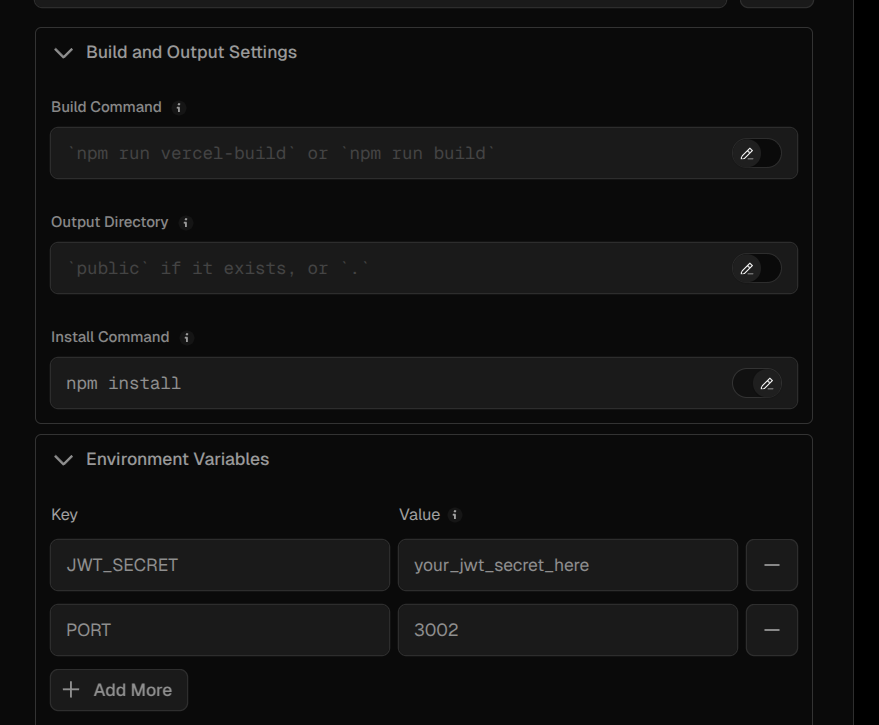 Build and Output Settings
Build Command
`npm run vercel-build` or `npm run build`
Output Directory
`public` if it exists, or `.`
Install Command
npm install
Environment Variables
Key Value
JWT_SECRET your_jwt_secret_here
PORT 3002
Add More